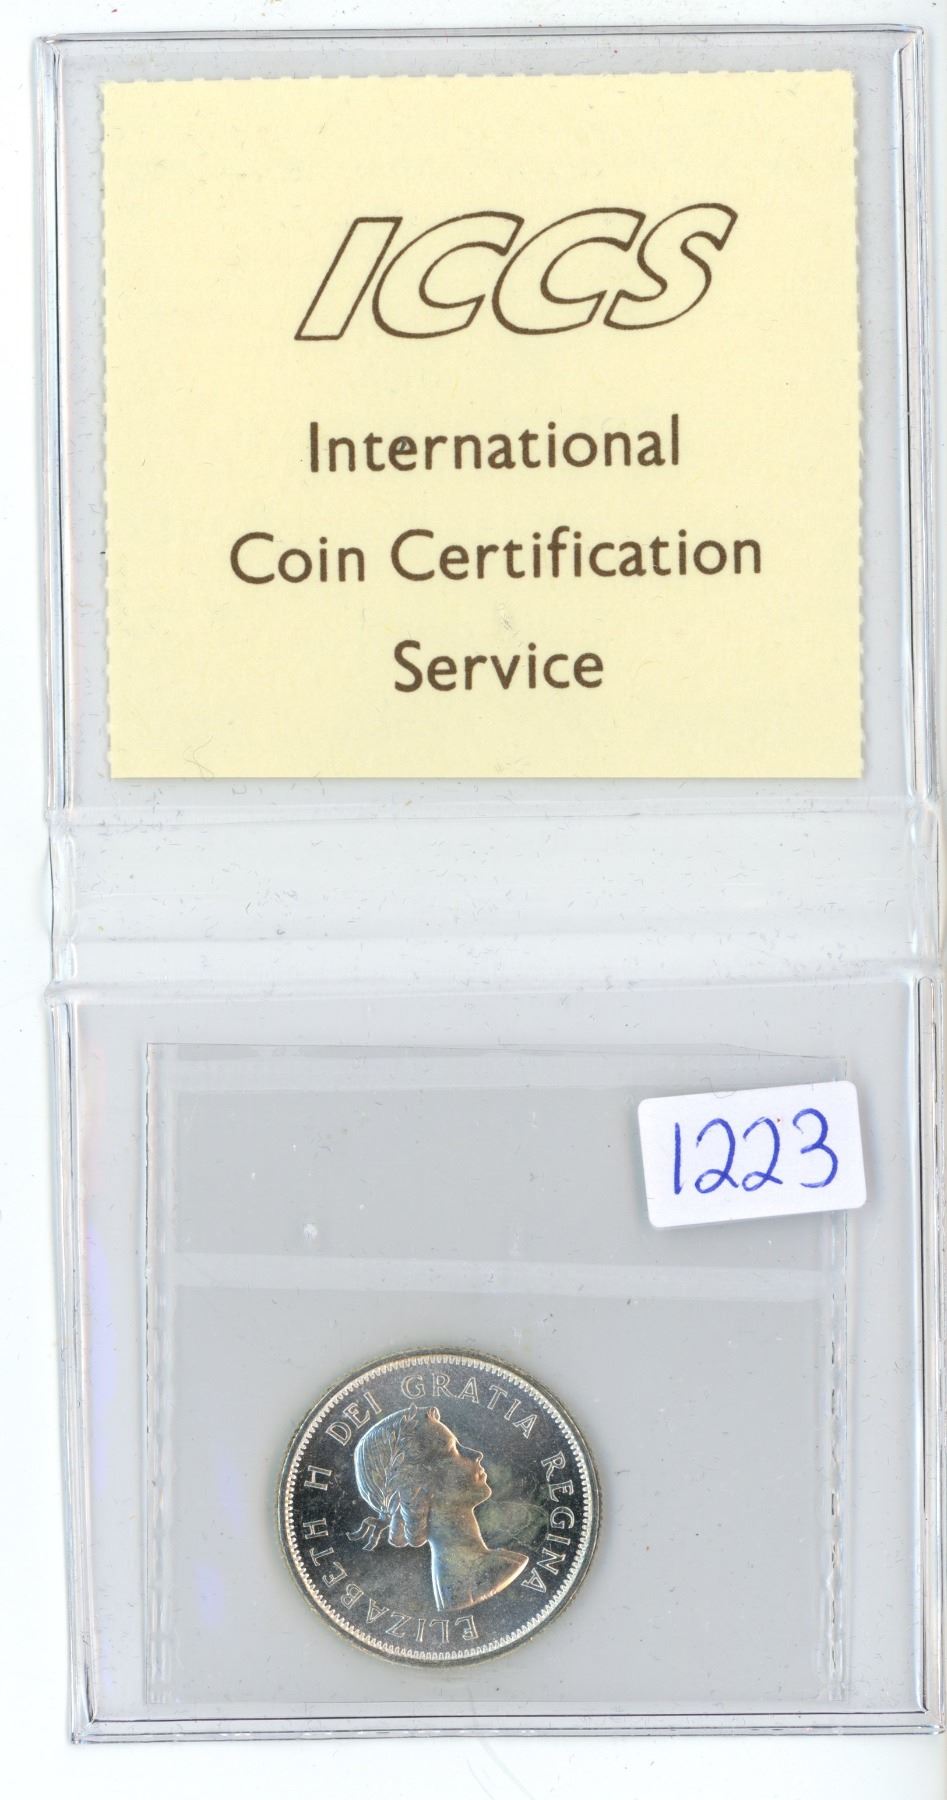 ICCS
International
Coin Certification
Service
1223
ELIZABETH II DEI GRATIA REGINA